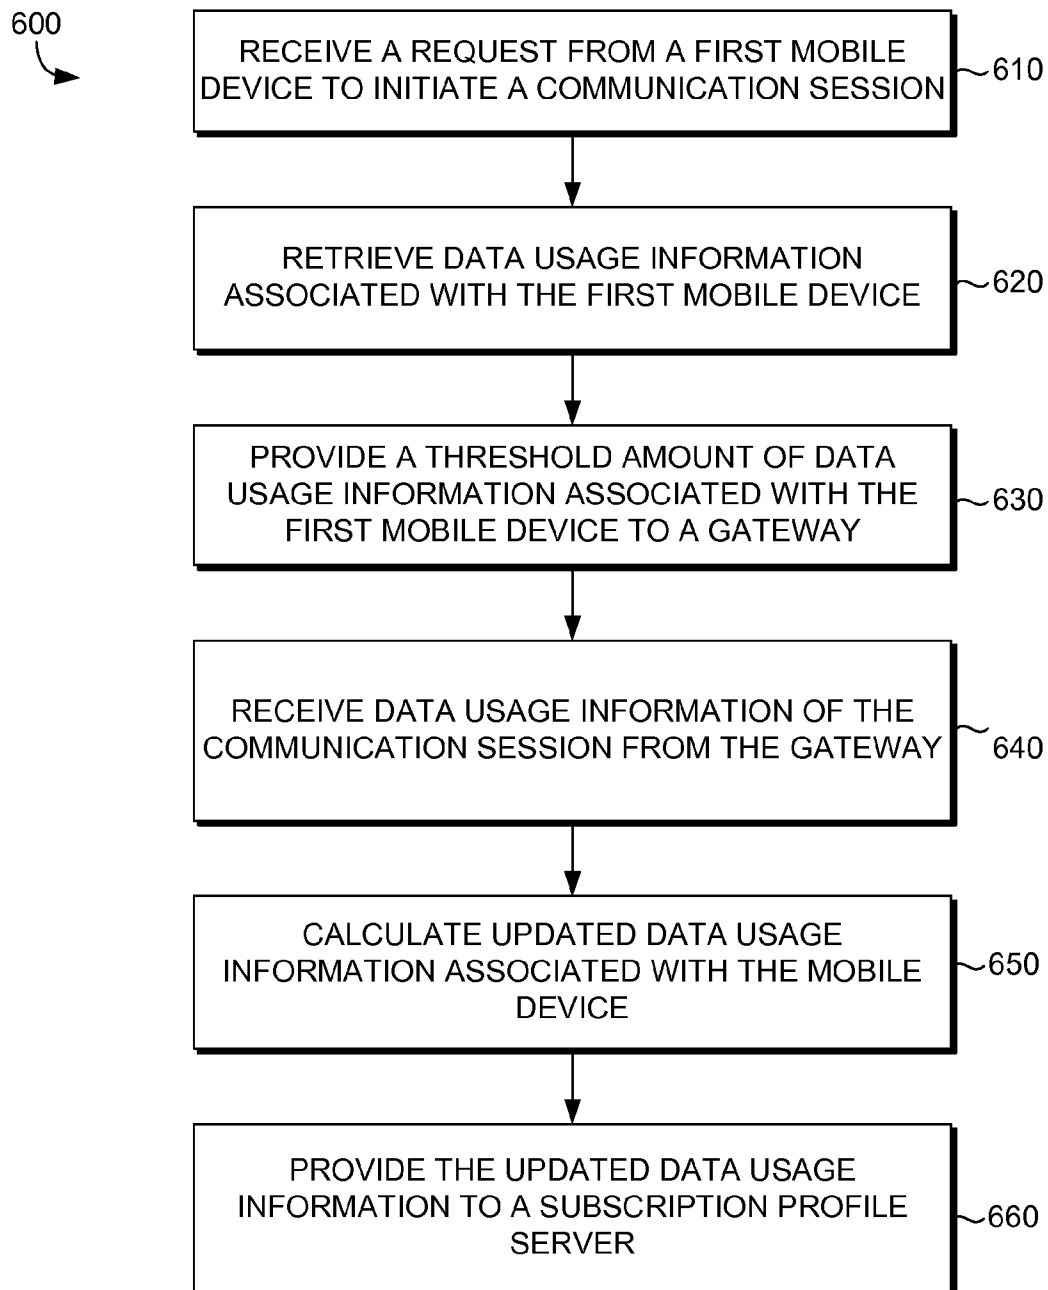 600
RECEIVE A REQUEST FROM A FIRST MOBILE
DEVICE TO INITIATE A COMMUNICATION SESSION
610
RETRIEVE DATA USAGE INFORMATION
ASSOCIATED WITH THE FIRST MOBILE DEVICE
620
PROVIDE A THRESHOLD AMOUNT OF DATA
USAGE INFORMATION ASSOCIATED WITH THE
FIRST MOBILE DEVICE TO A GATEWAY
630
RECEIVE DATA USAGE INFORMATION OF THE
COMMUNICATION SESSION FROM THE GATEWAY
640
CALCULATE UPDATED DATA USAGE
INFORMATION ASSOCIATED WITH THE MOBILE
DEVICE
650
PROVIDE THE UPDATED DATA USAGE
INFORMATION TO A SUBSCRIPTION PROFILE
SERVER
660